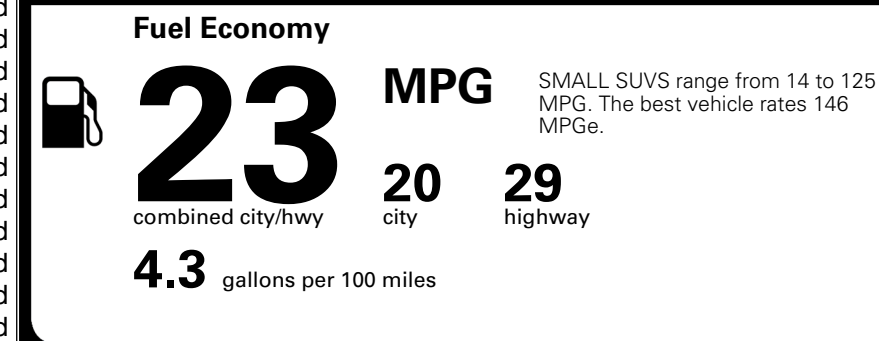 d
d
d
d
d
d
d
d
d
d
d
Fuel Economy
23
MPG
SMALL SUVS range from 14 to 125
MPG. The best vehicle rates 146
MPGe.
20
29
combined city/hwy
city
highway
4.3 gallons per 100 miles